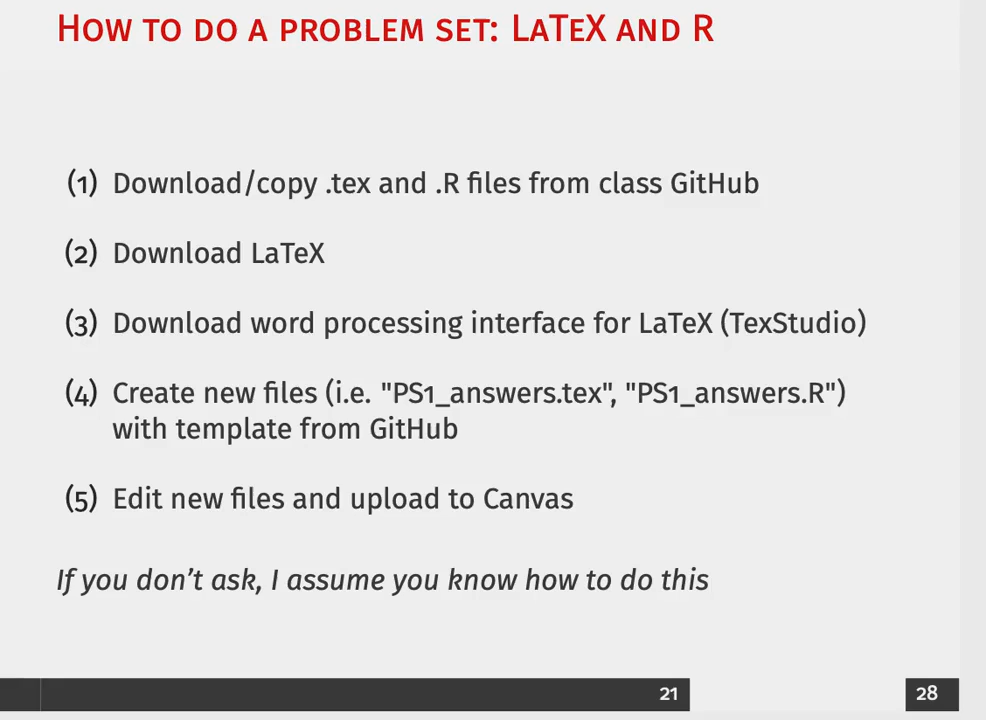 How to do a problem set: LaTeX and R
(1) Download/copy .tex and .R files from class GitHub
(2) Download LaTeX
(3) Download word processing interface for LaTeX (TexStudio)
(4) Create new files (i.e. "PS1_answers.tex", "PS1_answers.R")
with template from GitHub
(5) Edit new files and upload to Canvas
If you don't ask, I assume you know how to do this
21
28